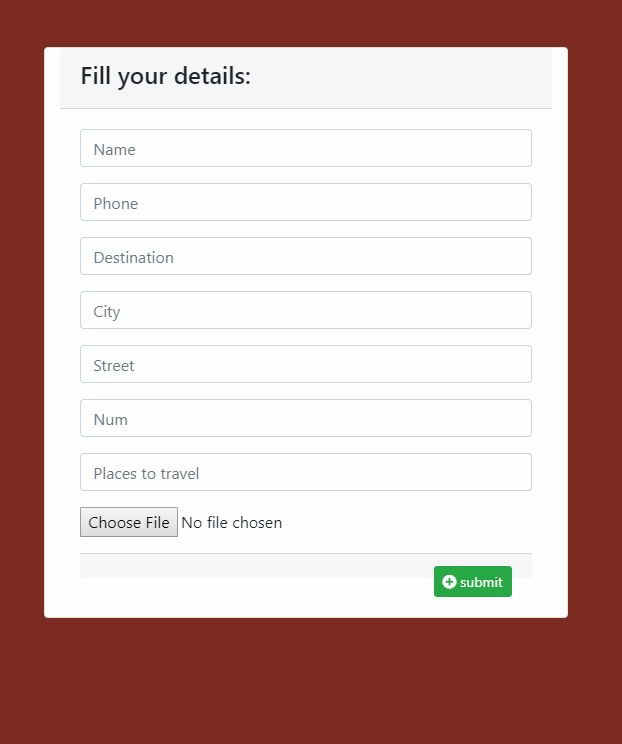 Fill your details:
Name
Phone
Destination
City
Street
Num
Places to travel
Choose File No file chosen
submit